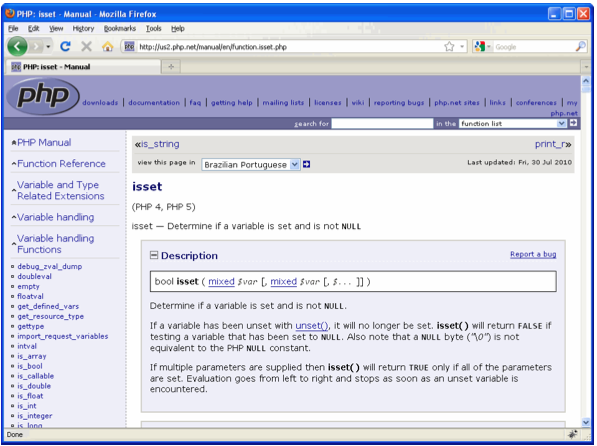 PHP: isset - Manual - Mozilla Firefox
File Edit View History Bookmarks Tools Help
http://us2.php.net/manual/en/function.isset.php
Google
PHP: isset - Manual
php
downloads | documentation | faq | getting help | mailing lists | licenses | wiki | reporting bugs | php.net sites | links | conferences | my
php.net
search for in the function list
PHP Manual
Function Reference
Variable and Type
Related Extensions
Variable handling
Variable handling
Functions
debug_zval_dump
doubleval
empty
floatval
get_defined_vars
get_resource_type
gettype
import_request_variables
intval
is_array
is_bool
is_callable
is_double
is_float
is_int
is_integer
is_long
«is_string print_r»
view this page in Brazilian Portuguese Last updated: Fri, 30 Jul 2010
isset
(PHP 4, PHP 5)
isset — Determine if a variable is set and is not NULL
Description Report a bug
bool isset ( mixed $var [, mixed $var [, $... ]] )
Determine if a variable is set and is not NULL.
If a variable has been unset with unset(), it will no longer be set. isset() will return FALSE if
testing a variable that has been set to NULL. Also note that a NULL byte ("\0") is not
equivalent to the PHP NULL constant.
If multiple parameters are supplied then isset() will return TRUE only if all of the parameters
are set. Evaluation goes from left to right and stops as soon as an unset variable is
encountered.
Done